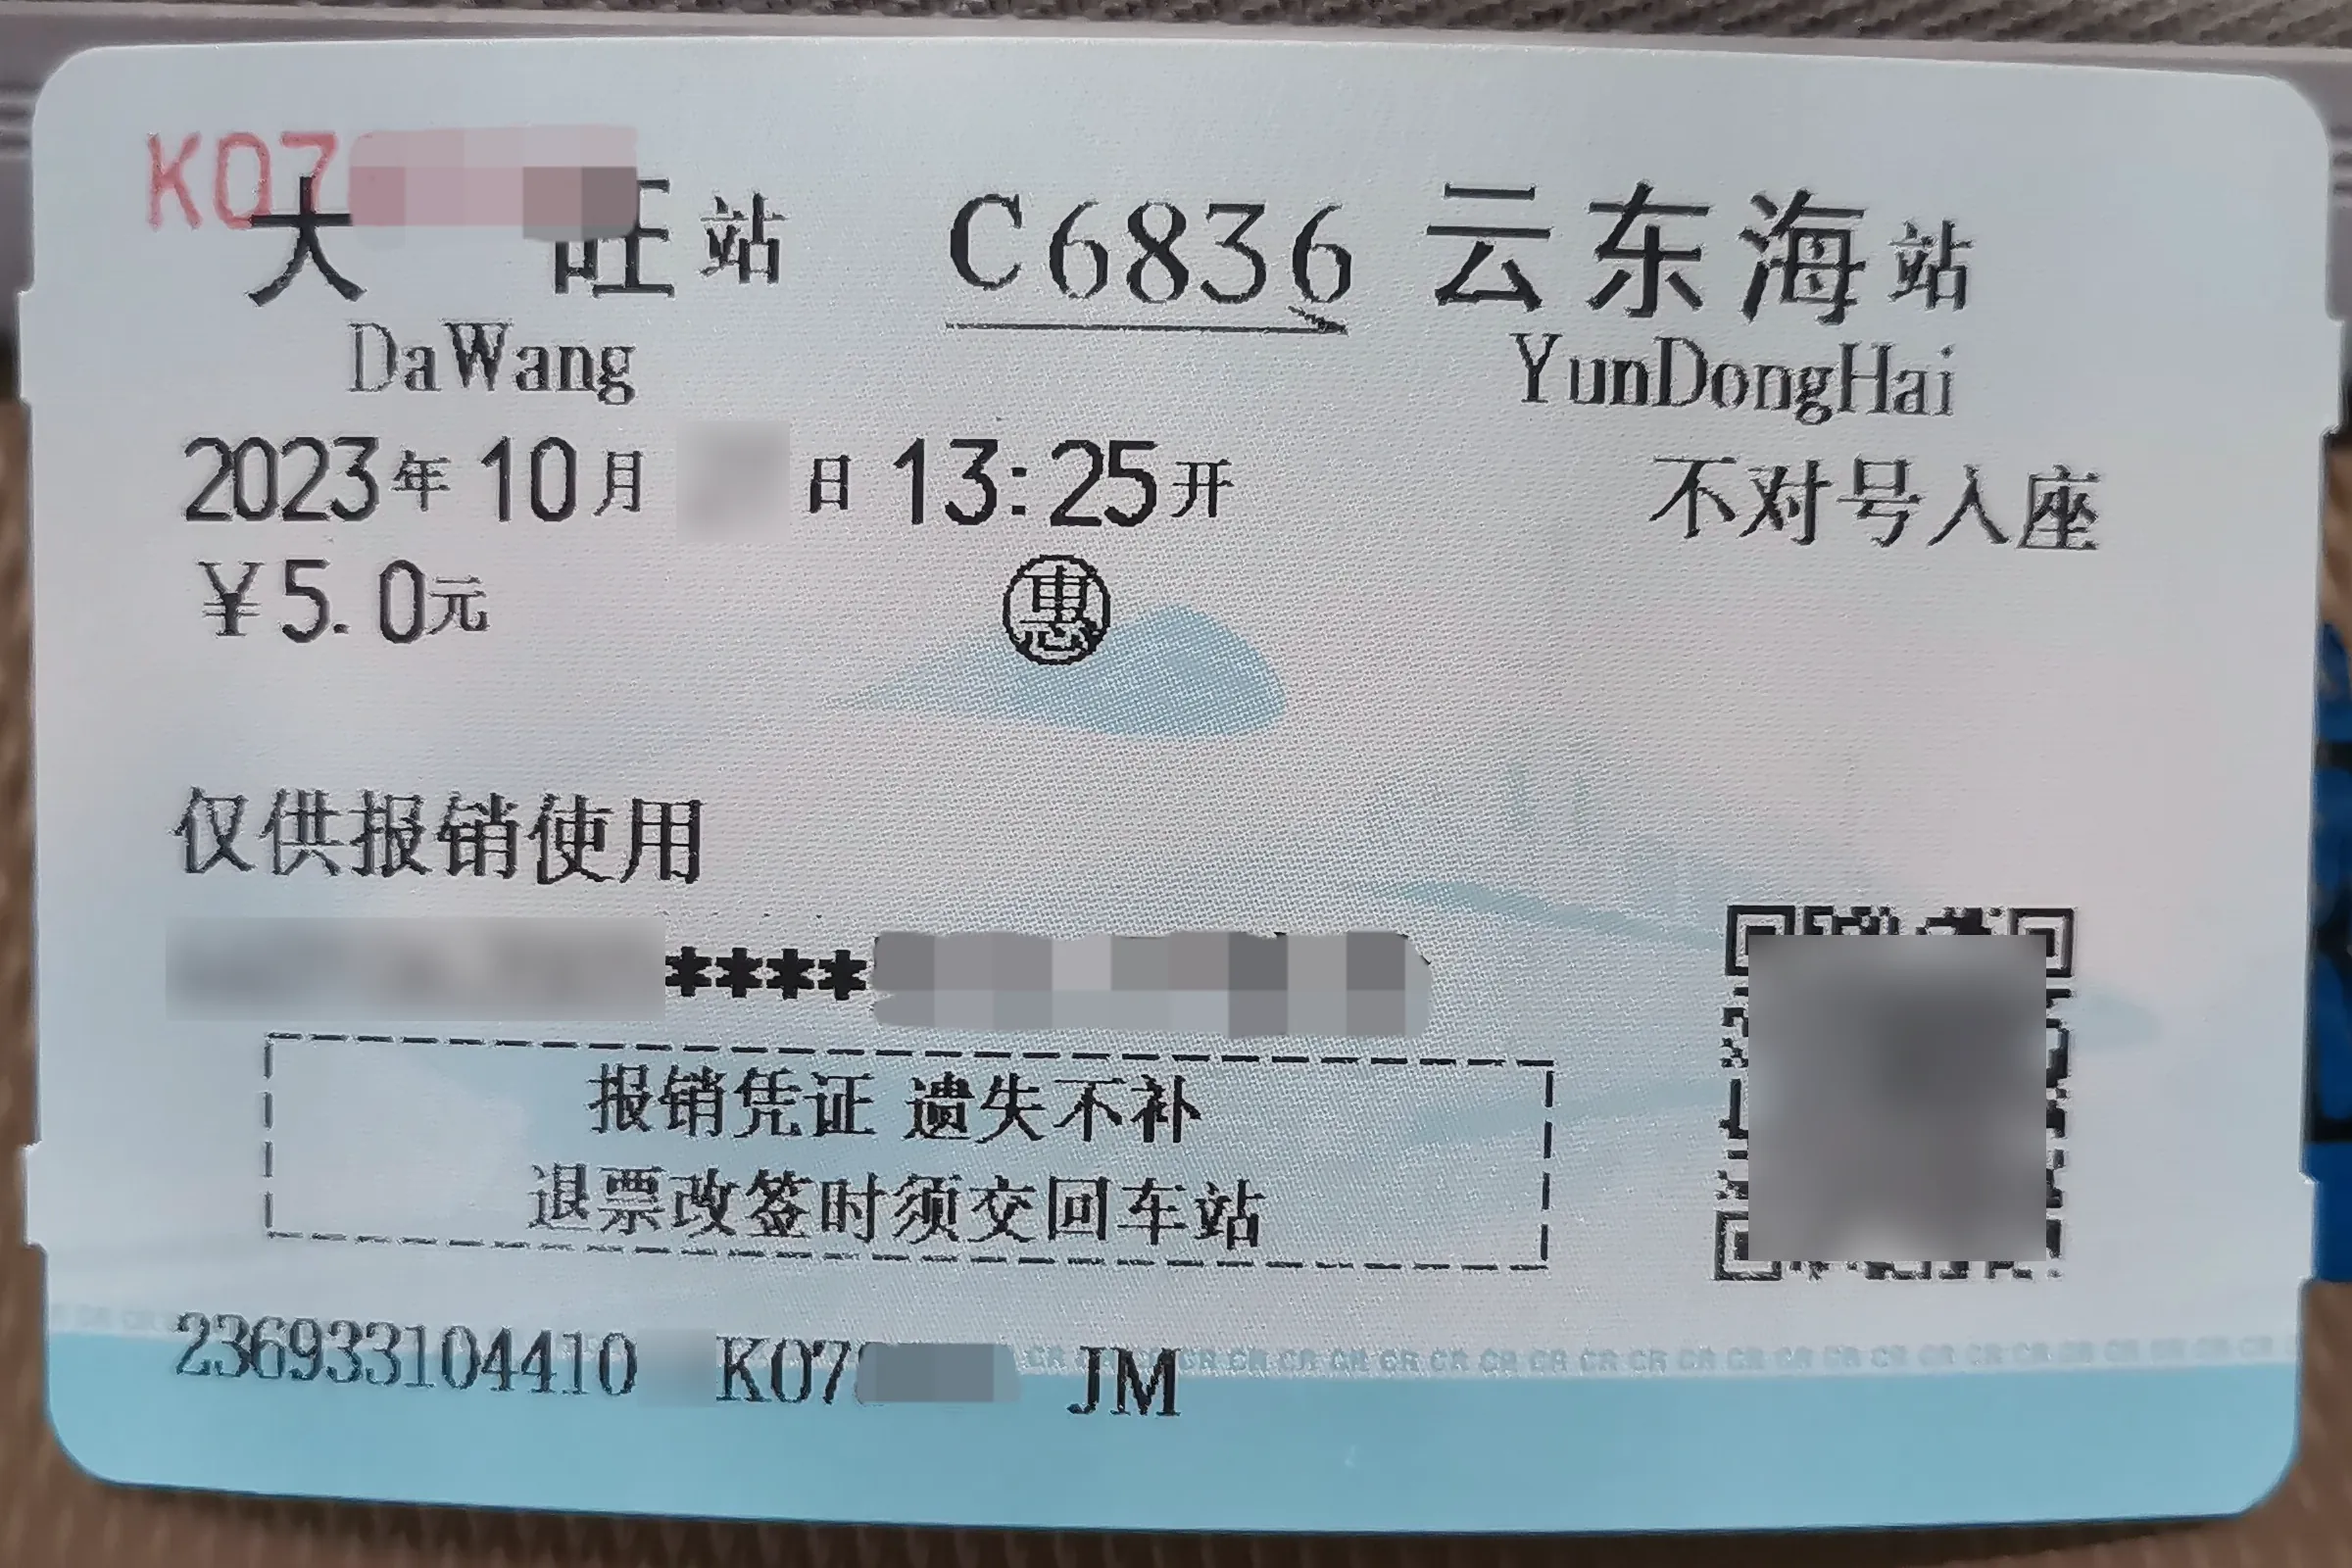 K07
大旺站 C6836 云东海站
DaWang YunDongHai
2023年10月 日13:25开 不对号入座
¥5.0元 惠
仅供报销使用
****
报销凭证 遗失不补
退票改签时须交回车站
236933104410 K07 JM